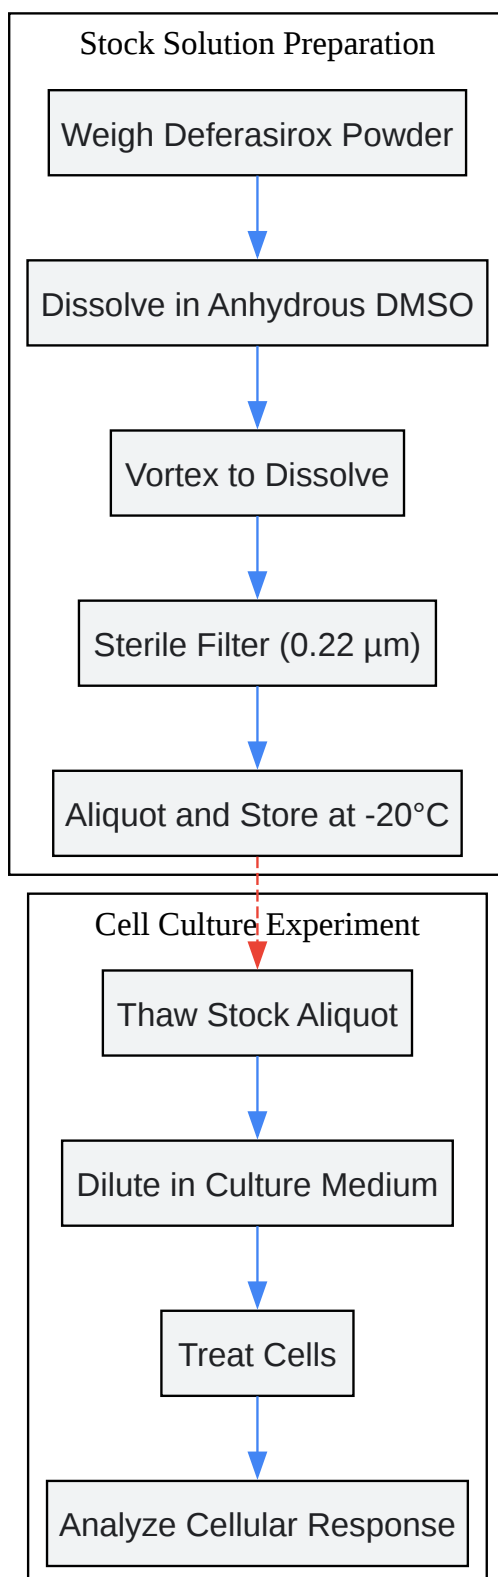 Stock Solution Preparation
Weigh Deferasirox Powder
Dissolve in Anhydrous DMSO
Vortex to Dissolve
Sterile Filter (0.22 µm)
Aliquot and Store at -20°C
Cell Culture Experiment
Thaw Stock Aliquot
Dilute in Culture Medium
Treat Cells
Analyze Cellular Response